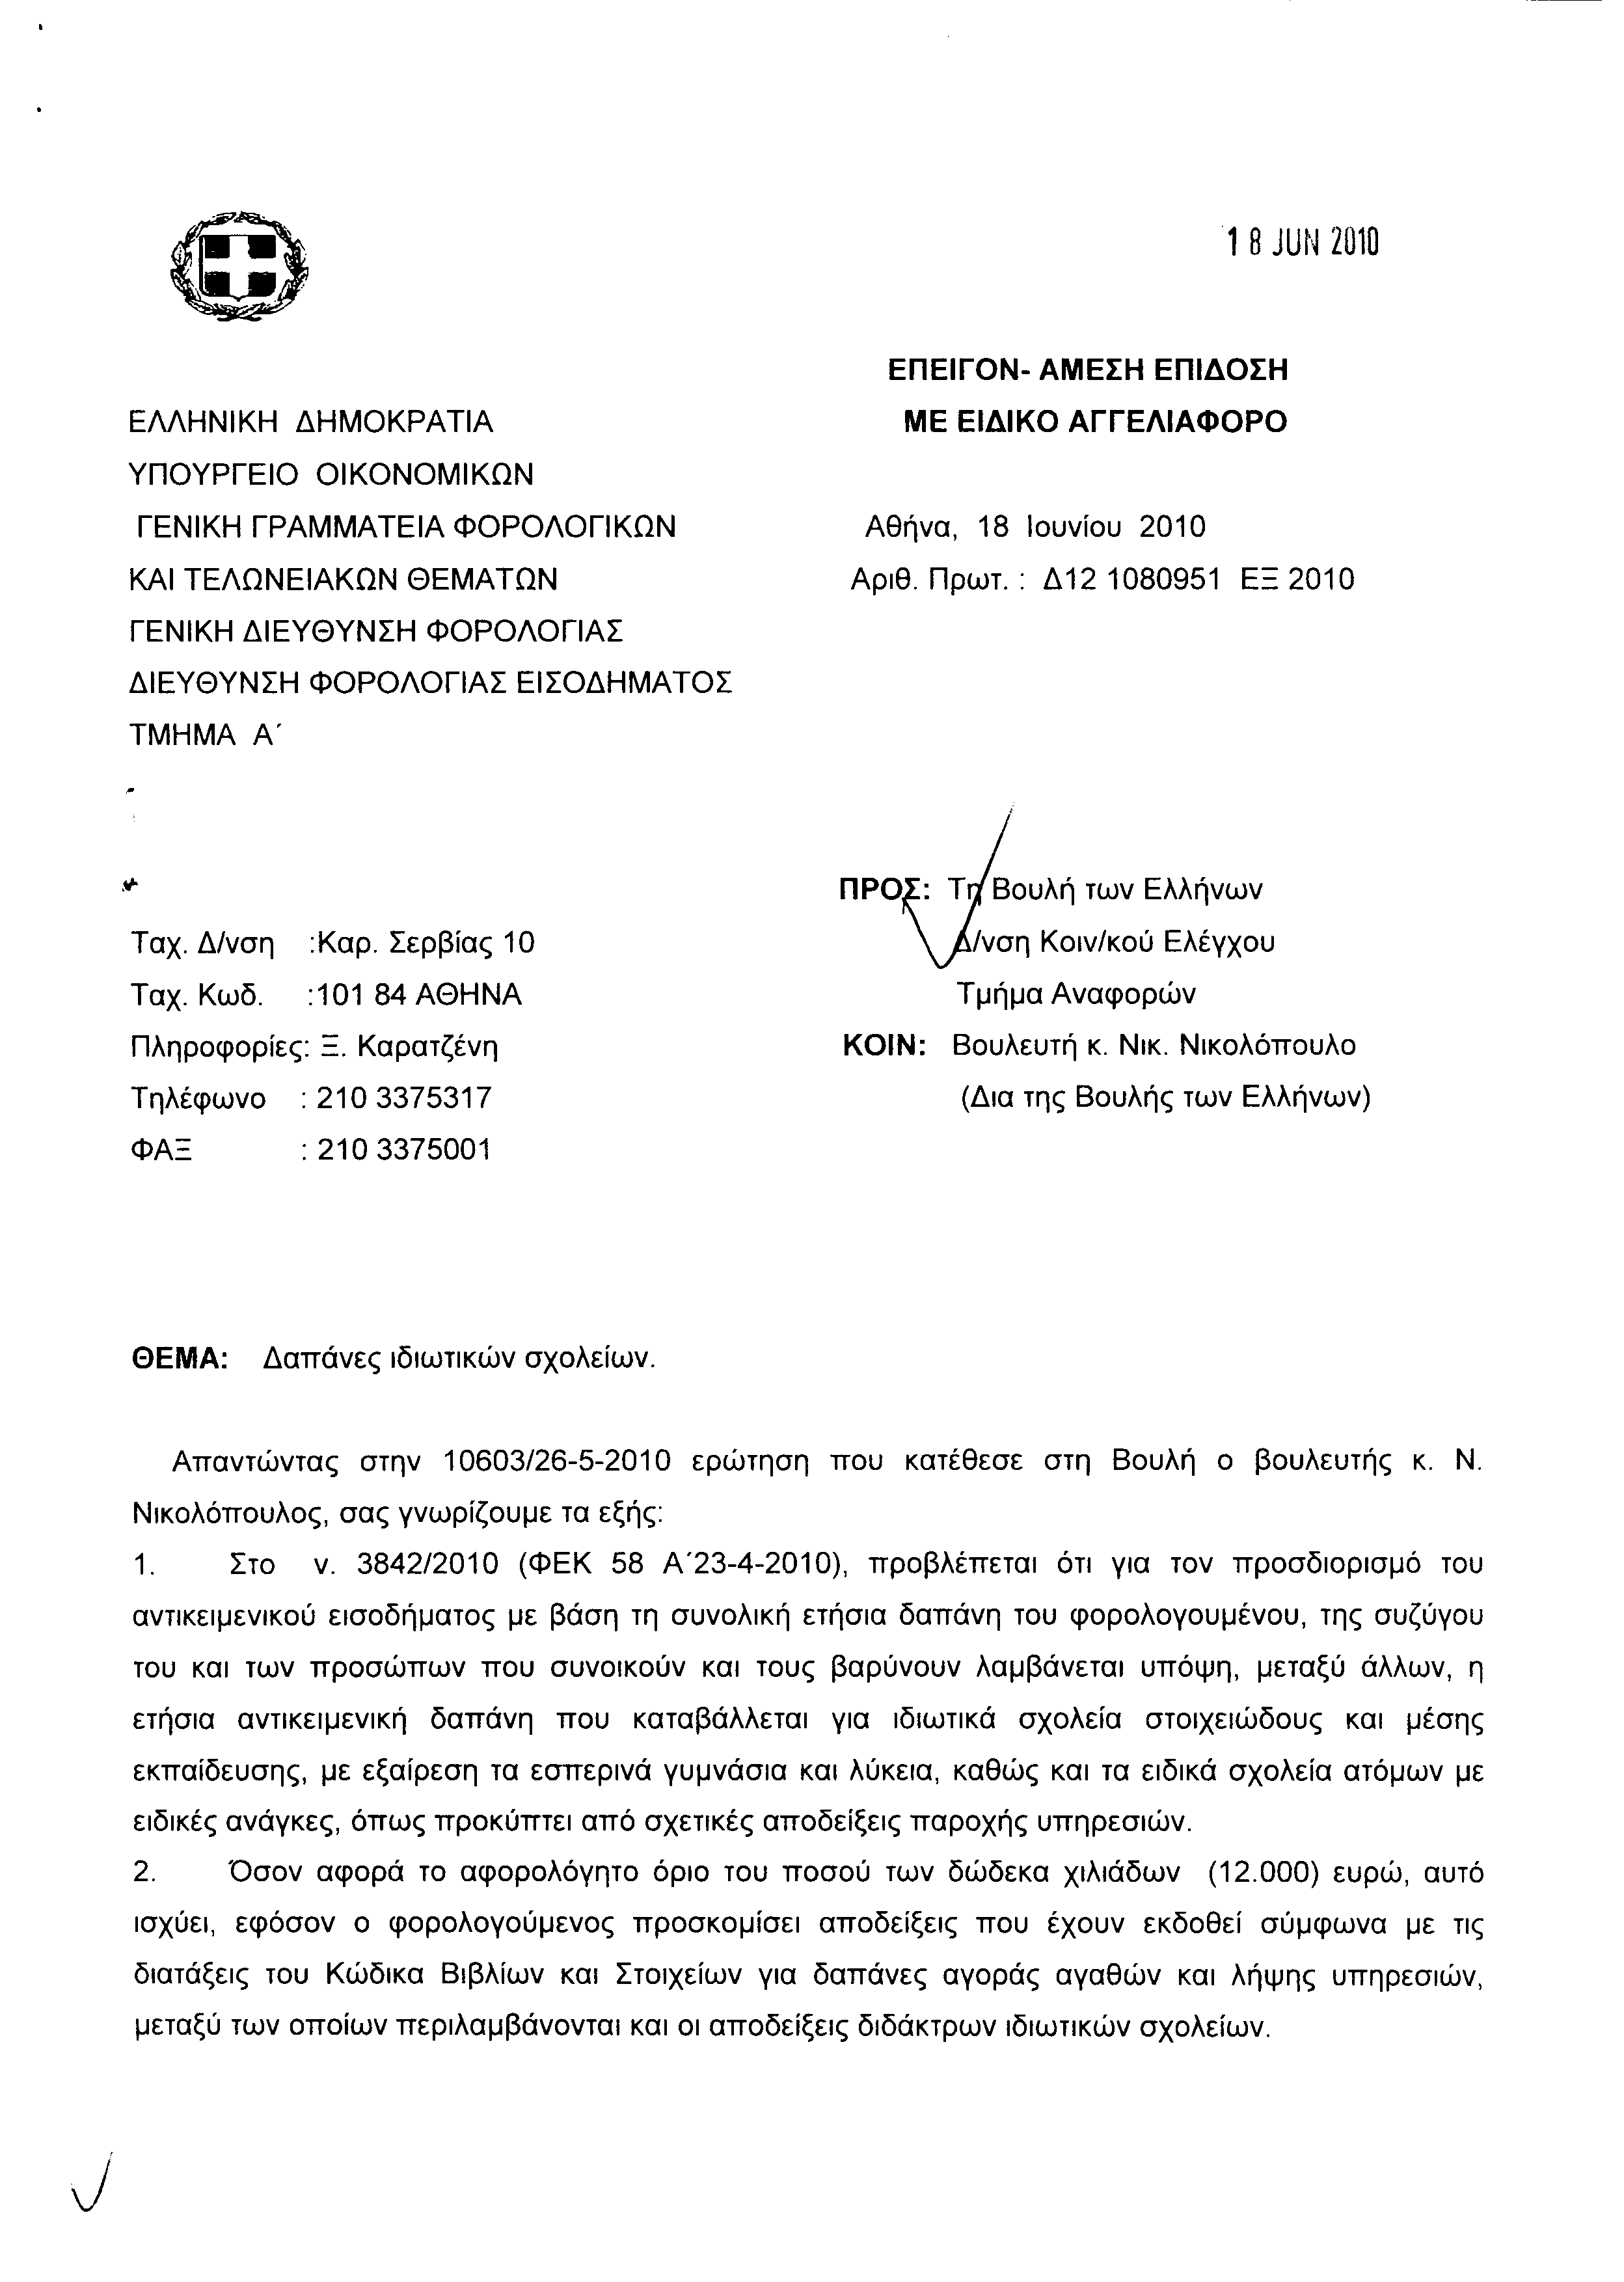 18 JUN 2010
ΕΠΕΙΓΟΝ- ΑΜΕΣΗ ΕΠΙΔΟΣΗ
ΜΕ ΕΙΔΙΚΟ ΑΓΓΕΛΙΑΦΟΡΟ
ΕΛΛΗΝΙΚΗ ΔΗΜΟΚΡΑΤΙΑ
ΥΠΟΥΡΓΕΙΟ ΟΙΚΟΝΟΜΙΚΩΝ
ΓΕΝΙΚΗ ΓΡΑΜΜΑΤΕΙΑ ΦΟΡΟΛΟΓΙΚΩΝ
ΚΑΙ ΤΕΛΩΝΕΙΑΚΩΝ ΘΕΜΑΤΩΝ
ΓΕΝΙΚΗ ΔΙΕΥΘΥΝΣΗ ΦΟΡΟΛΟΓΙΑΣ
ΔΙΕΥΘΥΝΣΗ ΦΟΡΟΛΟΓΙΑΣ ΕΙΣΟΔΗΜΑΤΟΣ
ΤΜΗΜΑ Α΄
Αθήνα, 18 Ιουνίου 2010
Αριθ. Πρωτ. : Δ12 1080951 ΕΞ 2010
Ταχ. Δ/νση :Καρ. Σερβίας 10
Ταχ. Κωδ. :101 84 ΑΘΗΝΑ
Πληροφορίες: Ξ. Καρατζένη
Τηλέφωνο : 210 3375317
ΦΑΞ : 210 3375001
ΠΡΟΣ: Τη Βουλή των Ελλήνων
Δ/νση Κοιν/κού Ελέγχου
Τμήμα Αναφορών
ΚΟΙΝ: Βουλευτή κ. Νικ. Νικολόπουλο
(Δια της Βουλής των Ελλήνων)
ΘΕΜΑ: Δαπάνες ιδιωτικών σχολείων.
Απαντώντας στην 10603/26-5-2010 ερώτηση που κατέθεσε στη Βουλή ο βουλευτής κ. Ν.
Νικολόπουλος, σας γνωρίζουμε τα εξής:
1. Στο ν. 3842/2010 (ΦΕΚ 58 Α΄23-4-2010), προβλέπεται ότι για τον προσδιορισμό του
αντικειμενικού εισοδήματος με βάση τη συνολική ετήσια δαπάνη του φορολογουμένου, της συζύγου
του και των προσώπων που συνοικούν και τους βαρύνουν λαμβάνεται υπόψη, μεταξύ άλλων, η
ετήσια αντικειμενική δαπάνη που καταβάλλεται για ιδιωτικά σχολεία στοιχειώδους και μέσης
εκπαίδευσης, με εξαίρεση τα εσπερινά γυμνάσια και λύκεια, καθώς και τα ειδικά σχολεία ατόμων με
ειδικές ανάγκες, όπως προκύπτει από σχετικές αποδείξεις παροχής υπηρεσιών.
2. Όσον αφορά το αφορολόγητο όριο του ποσού των δώδεκα χιλιάδων (12.000) ευρώ, αυτό
ισχύει, εφόσον ο φορολογούμενος προσκομίσει αποδείξεις που έχουν εκδοθεί σύμφωνα με τις
διατάξεις του Κώδικα Βιβλίων και Στοιχείων για δαπάνες αγοράς αγαθών και λήψης υπηρεσιών,
μεταξύ των οποίων περιλαμβάνονται και οι αποδείξεις διδάκτρων ιδιωτικών σχολείων.